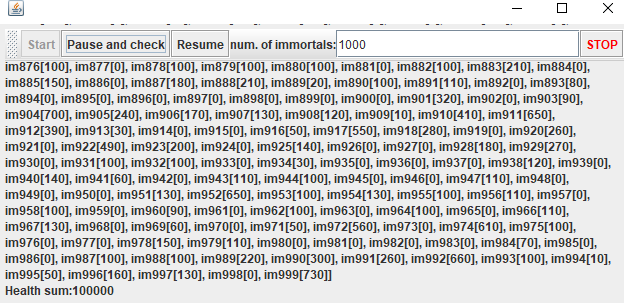 Start Pause and check Resume num. of immortals: 1000 STOP
im876[100], im877[0], im878[100], im879[100], im880[100], im881[0], im882[100], im883[210], im884[0],
im885[150], im886[0], im887[180], im888[210], im889[20], im890[100], im891[110], im892[0], im893[80],
im894[0], im895[0], im896[0], im897[0], im898[0], im899[0], im900[0], im901[320], im902[0], im903[90],
im904[700], im905[240], im906[170], im907[130], im908[120], im909[10], im910[410], im911[650],
im912[390], im913[30], im914[0], im915[0], im916[50], im917[550], im918[280], im919[0], im920[260],
im921[0], im922[490], im923[200], im924[0], im925[140], im926[0], im927[0], im928[180], im929[270],
im930[0], im931[100], im932[100], im933[0], im934[30], im935[0], im936[0], im937[0], im938[120], im939[0],
im940[140], im941[60], im942[0], im943[110], im944[100], im945[0], im946[0], im947[110], im948[0],
im949[0], im950[0], im951[130], im952[650], im953[100], im954[130], im955[100], im956[110], im957[0],
im958[100], im959[0], im960[90], im961[0], im962[100], im963[0], im964[100], im965[0], im966[110],
im967[130], im968[0], im969[60], im970[0], im971[50], im972[560], im973[0], im974[610], im975[100],
im976[0], im977[0], im978[150], im979[110], im980[0], im981[0], im982[0], im983[0], im984[70], im985[0],
im986[0], im987[100], im988[100], im989[220], im990[300], im991[260], im992[660], im993[100], im994[10],
im995[50], im996[160], im997[130], im998[0], im999[730]]
Health sum:100000